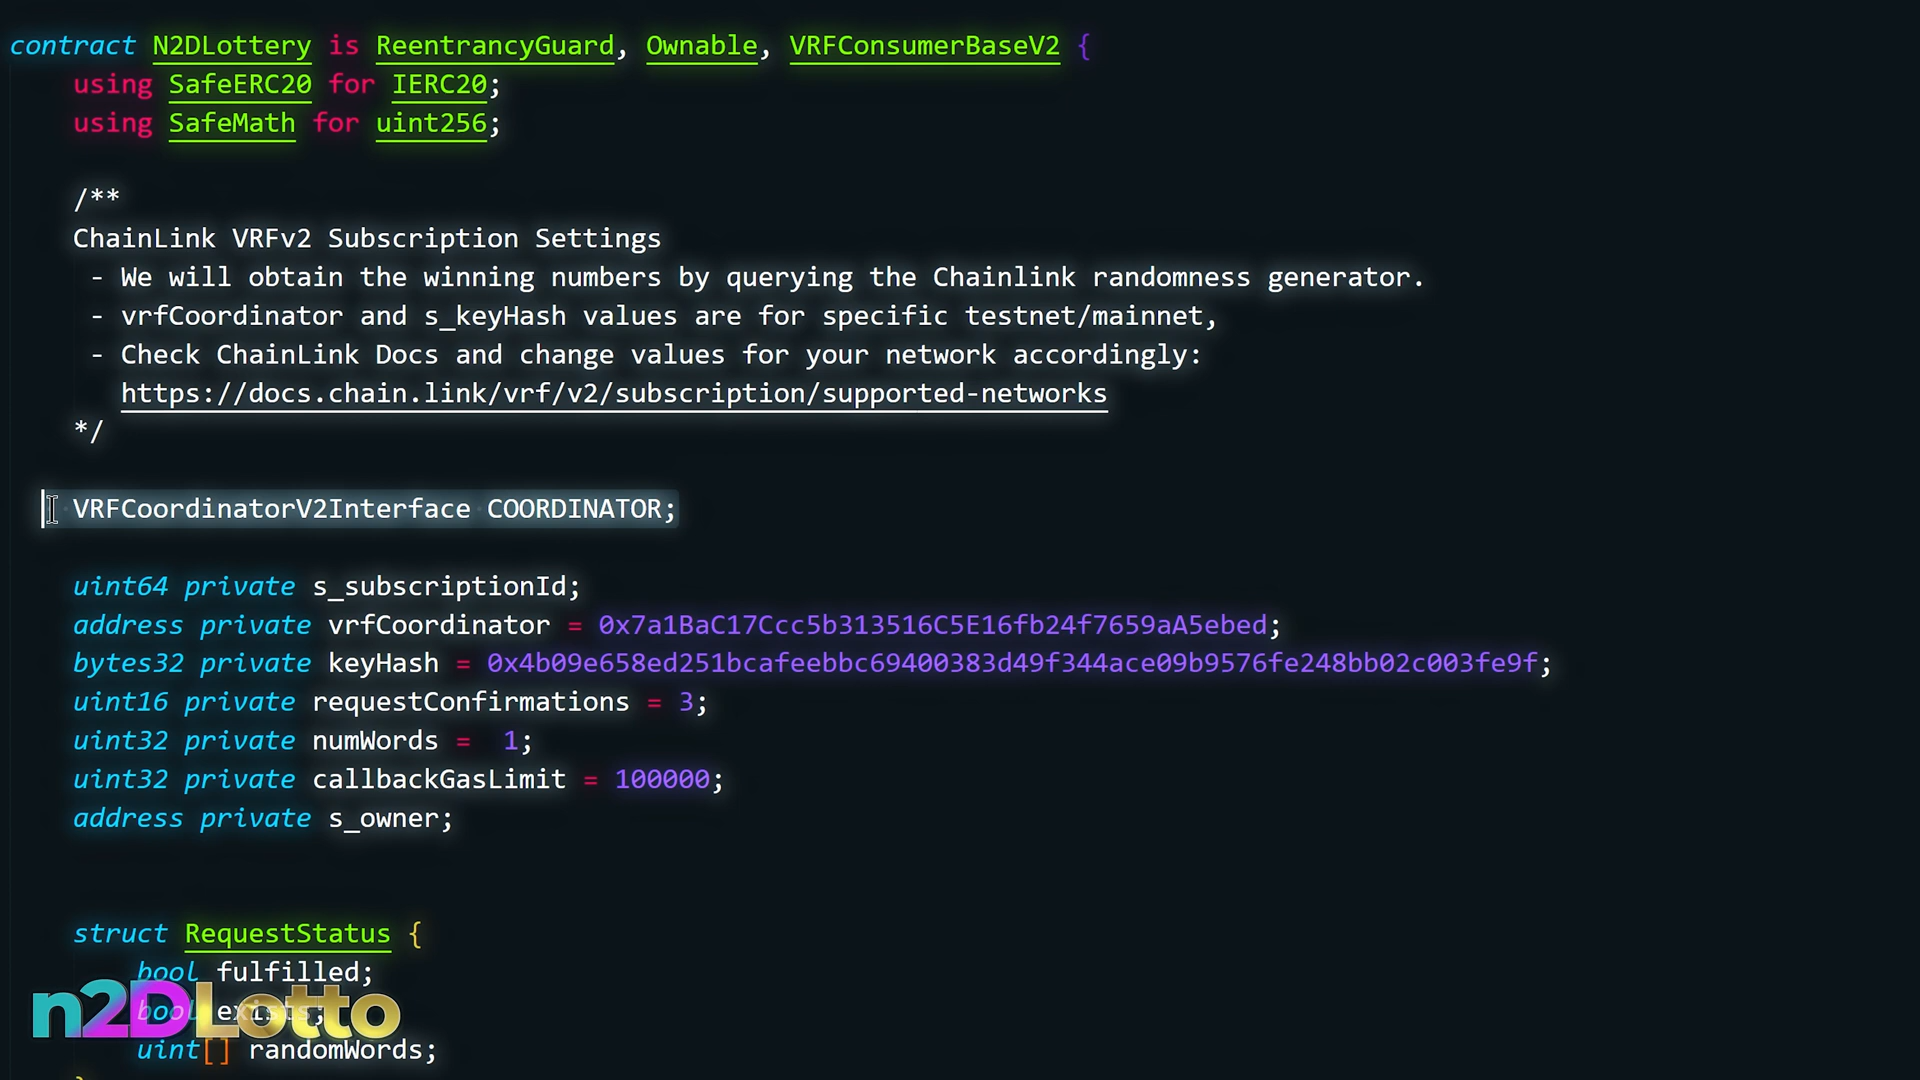 contract N2DLottery is ReentrancyGuard, Ownable, VRFConsumerBaseV2 {
using SafeERC20 for IERC20;
using SafeMath for uint256;
/**
ChainLink VRFv2 Subscription Settings
- We will obtain the winning numbers by querying the Chainlink randomness generator.
- vrfCoordinator and s_keyHash values are for specific testnet/mainnet,
- Check ChainLink Docs and change values for your network accordingly:
https://docs.chain.link/vrf/v2/subscription/supported-networks
*/
VRFCoordinatorV2Interface COORDINATOR;
uint64 private s_subscriptionId;
address private vrfCoordinator = 0x7a1BaC17Ccc5b313516C5E16fb24f7659aA5ebed;
bytes32 private keyHash = 0x4b09e658ed251bcafeebbc69400383d49f344ace09b9576fe248bb02c003fe9f;
uint16 private requestConfirmations = 3;
uint32 private numWords =  1;
uint32 private callbackGasLimit = 100000;
address private s_owner;
struct RequestStatus {
bool fulfilled;
bool exists;
n2DLotto
uint[] randomWords;